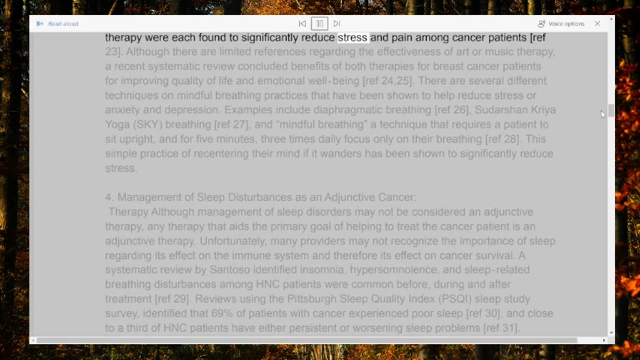 Read aloud
Voice options
therapy were each found to significantly reduce stress and pain among cancer patients [ref
23]. Although there are limited references regarding the effectiveness of art or music therapy,
a recent systematic review concluded benefits of both therapies for breast cancer patients
for improving quality of life and emotional well-being [ref 24,25]. There are several different
techniques on mindful breathing practices that have been shown to help reduce stress or
anxiety and depression. Examples include diaphragmatic breathing [ref 26], Sudarshan Kriya
Yoga (SKY) breathing [ref 27], and "mindful breathing" a technique that requires a patient to
sit upright, and for five minutes, three times daily focus only on their breathing [ref 28]. This
simple practice of recentering their mind if it wanders has been shown to significantly reduce
stress.
4. Management of Sleep Disturbances as an Adjunctive Cancer:
Therapy Although management of sleep disorders may not be considered an adjunctive
therapy, any therapy that aids the primary goal of helping to treat the cancer patient is an
adjunctive therapy. Unfortunately, many providers may not recognize the importance of sleep
regarding its effect on the immune system and therefore its effect on cancer survival. A
systematic review by Santoso identified Insomnia, hypersomnolence, and sleep-related
breathing disturbances among HNC patients were common before, during and after
treatment [ref 29]. Reviews using the Pittsburgh Sleep Quality Index (PSQI) sleep study
survey, identified that 69% of patients with cancer experienced poor sleep [ref 30], and close
to a third of HNC patients have either persistent or worsening sleep problems [ref 31].